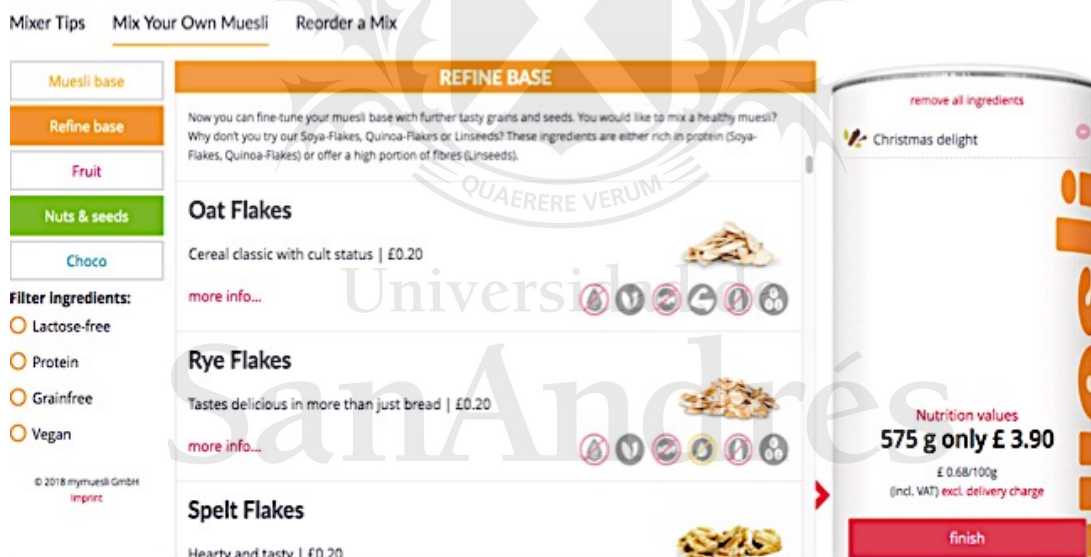 Mixer Tips Mix Your Own Muesli Reorder a Mix
Muesli base
Refine base
Fruit
Nuts & seeds
Choco
Filter Ingredients:
Lactose-free
Protein
Grainfree
Vegan
© 2018 mymuesli GmbH
Imprint
REFINE BASE
Now you can fine-tune your muesli base with further tasty grains and seeds. You would like to mix a healthy muesli?
Why don't you try our Soya-Flakes, Quinoa-Flakes or Linseeds? These ingredients are either rich in protein (Soya-
Flakes, Quinoa-Flakes) or offer a high portion of fibres (Linseeds).
Oat Flakes
Cereal classic with cult status | £0.20
more info...
Rye Flakes
Tastes delicious in more than just bread | £0.20
more info...
Spelt Flakes
Hearty and tasty | £0.20
remove all ingredients
Christmas delight
Nutrition values
575 g only £ 3.90
£ 0.68/100g
(incl. VAT) excl. delivery charge
finish
QUAERERE VERUM
Universidad de
SanAndrés